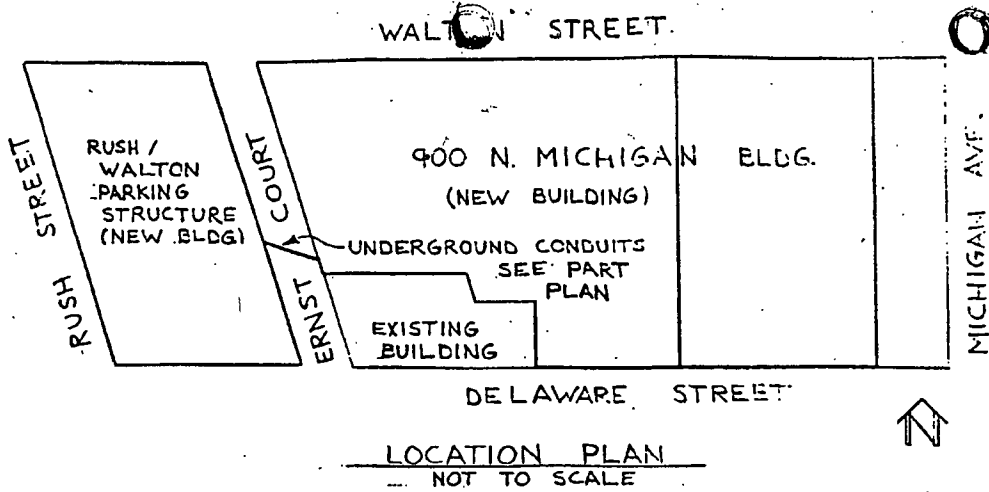 WALTON STREET.
RUSH STREET
RUSH /
WALTON
PARKING
STRUCTURE
(NEW BLDG)
ERNST COURT
900 N. MICHIGAN BLDG.
(NEW BUILDING)
UNDERGROUND CONDUITS
SEE PART
PLAN
EXISTING
BUILDING
MICHIGAN AVE.
DELAWARE STREET
N
LOCATION PLAN
NOT TO SCALE